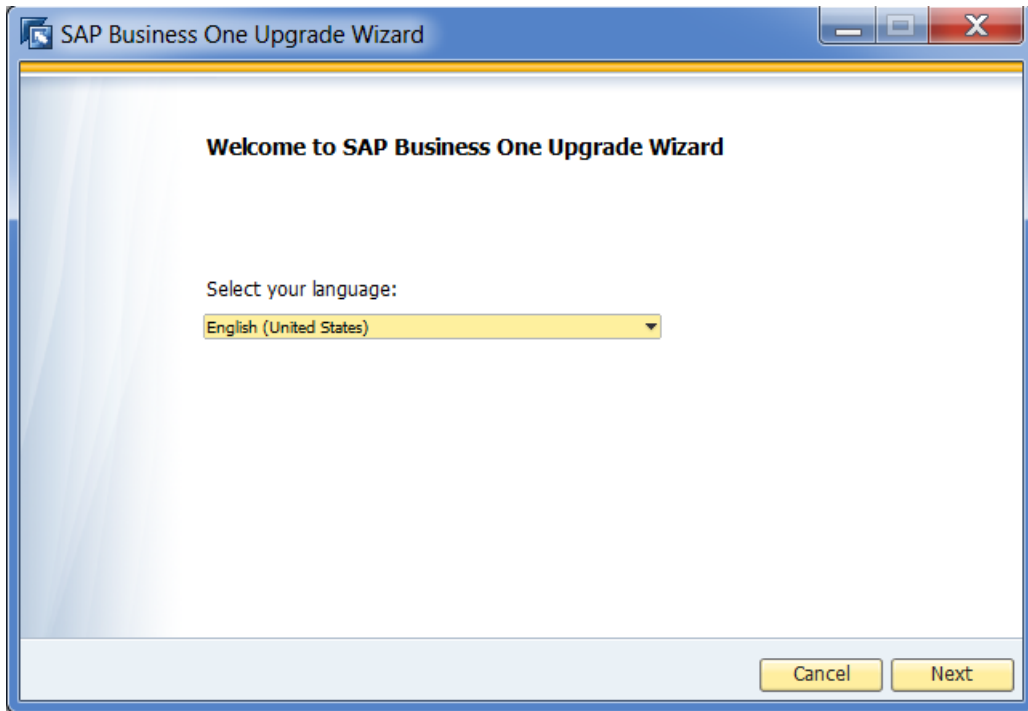 SAP Business One Upgrade Wizard
Welcome to SAP Business One Upgrade Wizard
Select your language:
English (United States)
Cancel Next